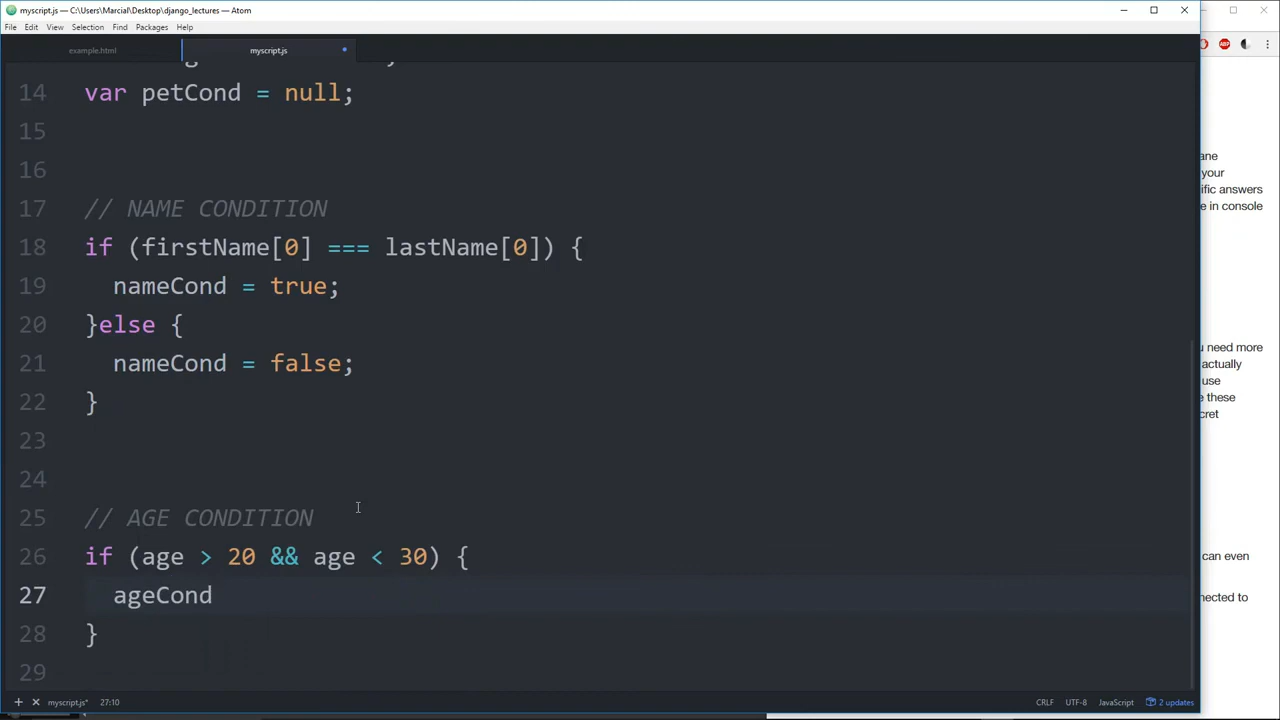 myscript.js — C:\Users\Marcial\Desktop\django_lectures — Atom
File Edit View Selection Find Packages Help
example.html myscript.js
14 var petCond = null;
15
16
17 // NAME CONDITION
18 if (firstName[0] === lastName[0]) {
19 nameCond = true;
20 }else {
21 nameCond = false;
22 }
23
24
25 // AGE CONDITION
26 if (age > 20 && age < 30) {
27 ageCond
28 }
29
myscript.js* 27:10 CRLF UTF-8 JavaScript 2 updates
ABP
ane
your
ific answers
e in console
u need more
actually
use
e these
cret
can even
nected to